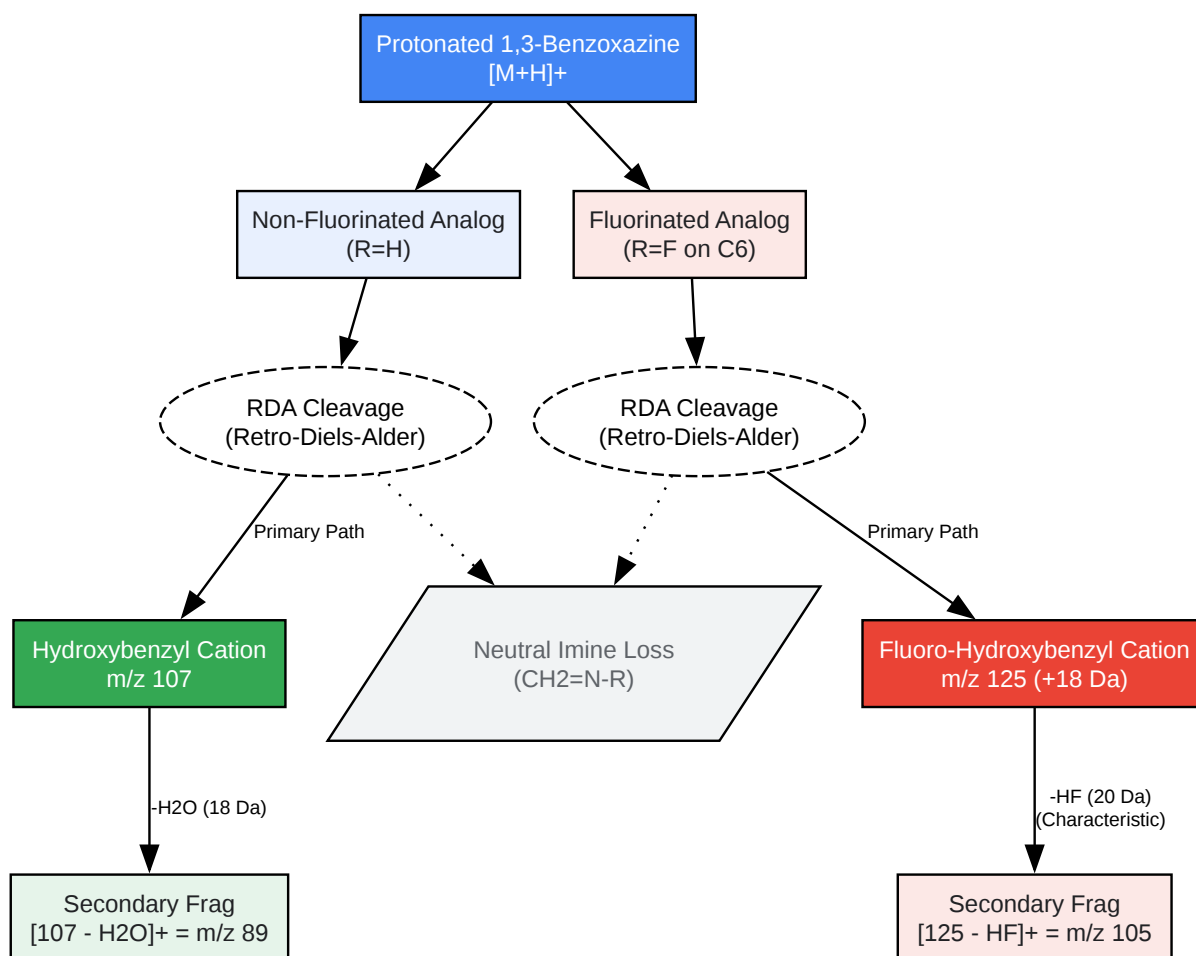 Protonated 1,3-Benzoxazine
[M+H]+
Non-Fluorinated Analog
(R=H)
Fluorinated Analog
(R=F on C6)
RDA Cleavage
(Retro-Diels-Alder)
RDA Cleavage
(Retro-Diels-Alder)
Primary Path
Primary Path
Hydroxybenzyl Cation
m/z 107
Neutral Imine Loss
(CH2=N-R)
Fluoro-Hydroxybenzyl Cation
m/z 125 (+18 Da)
-H2O (18 Da)
-HF (20 Da)
(Characteristic)
Secondary Frag
[107 - H2O]+ = m/z 89
Secondary Frag
[125 - HF]+ = m/z 105